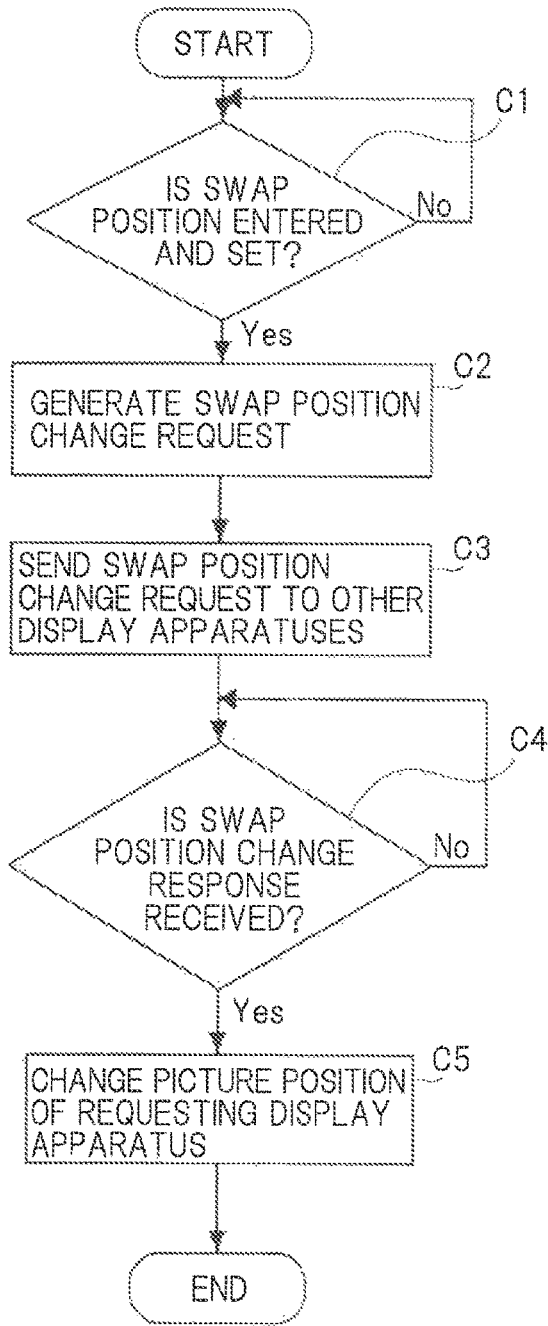 START
C1
IS SWAP
POSITION ENTERED
AND SET?
No
Yes
C2
GENERATE SWAP POSITION
CHANGE REQUEST
C3
SEND SWAP POSITION
CHANGE REQUEST TO OTHER
DISPLAY APPARATUSES
C4
IS SWAP
POSITION CHANGE
RESPONSE
RECEIVED?
No
Yes
C5
CHANGE PICTURE POSITION
OF REQUESTING DISPLAY
APPARATUS
END